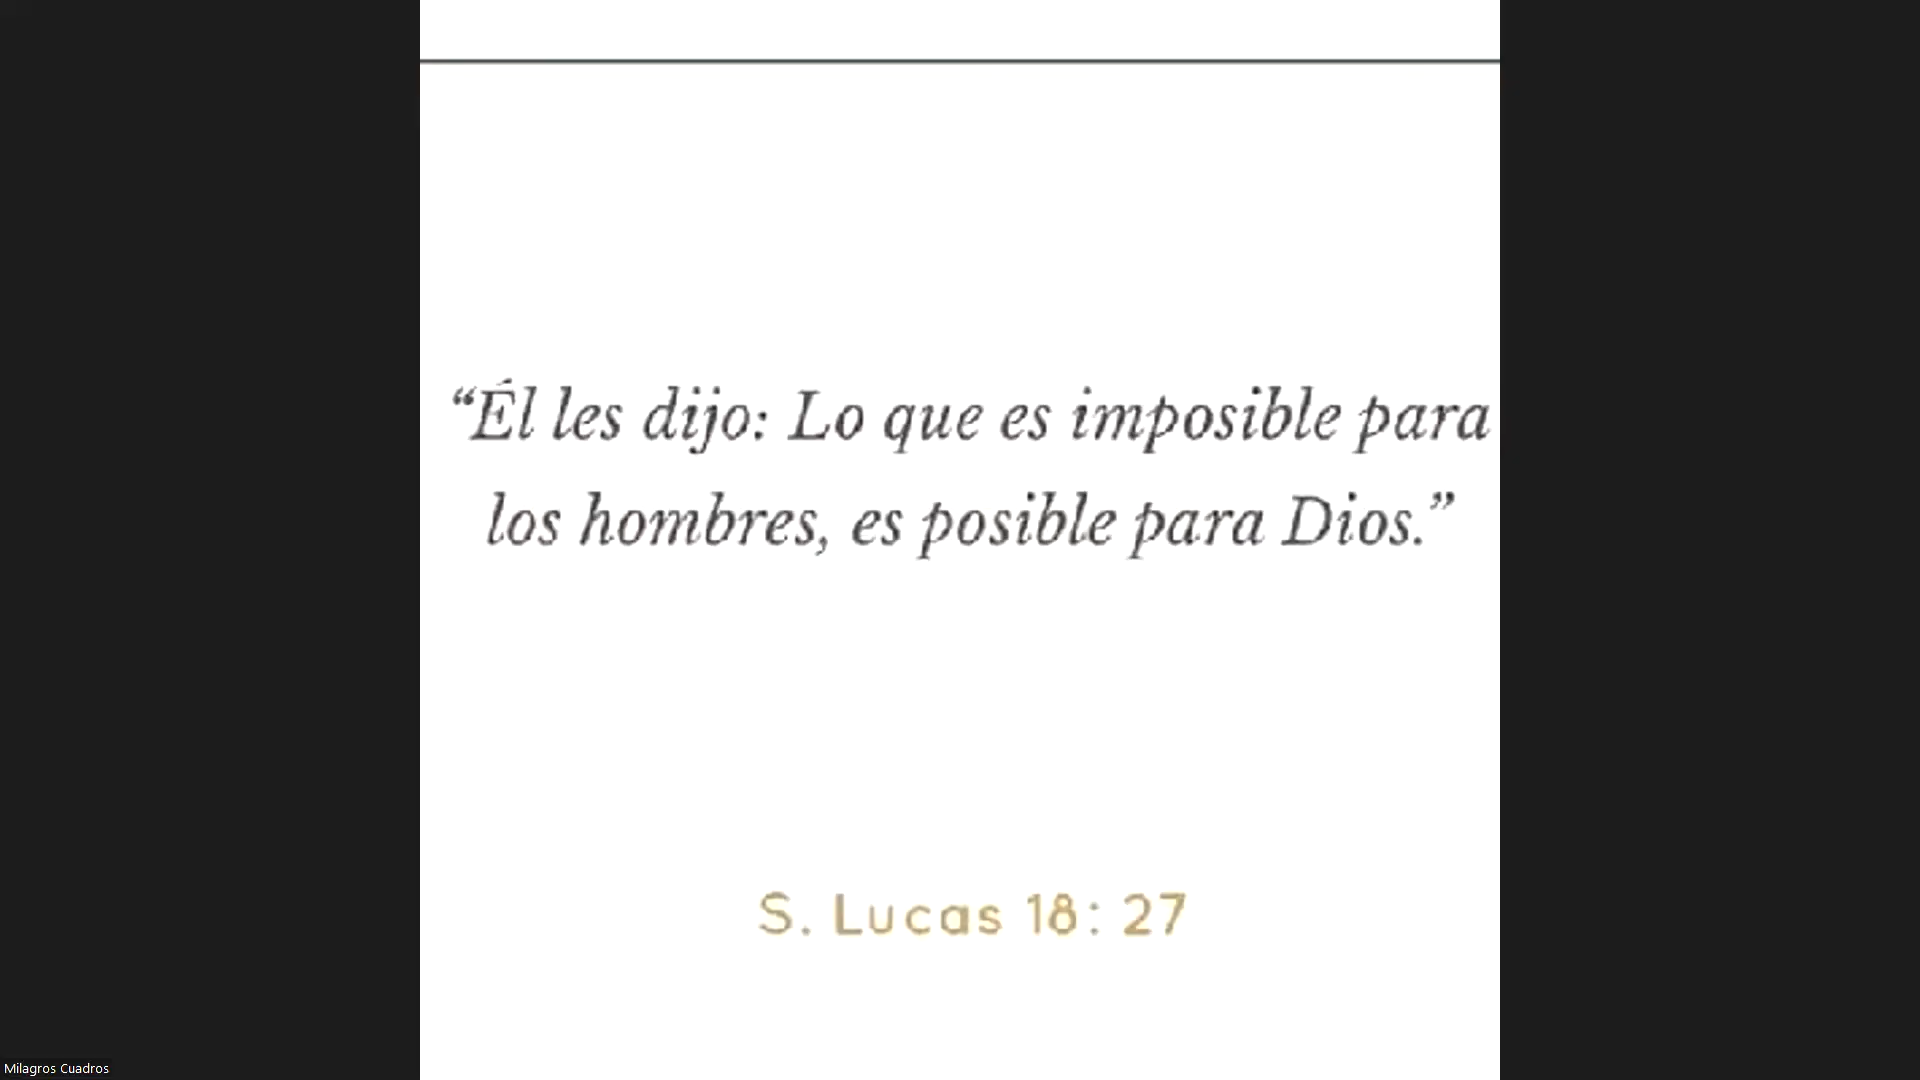 “Él les dijo: Lo que es imposible para
los hombres, es posible para Dios.”
S. Lucas 18: 27
Milagros Cuadros